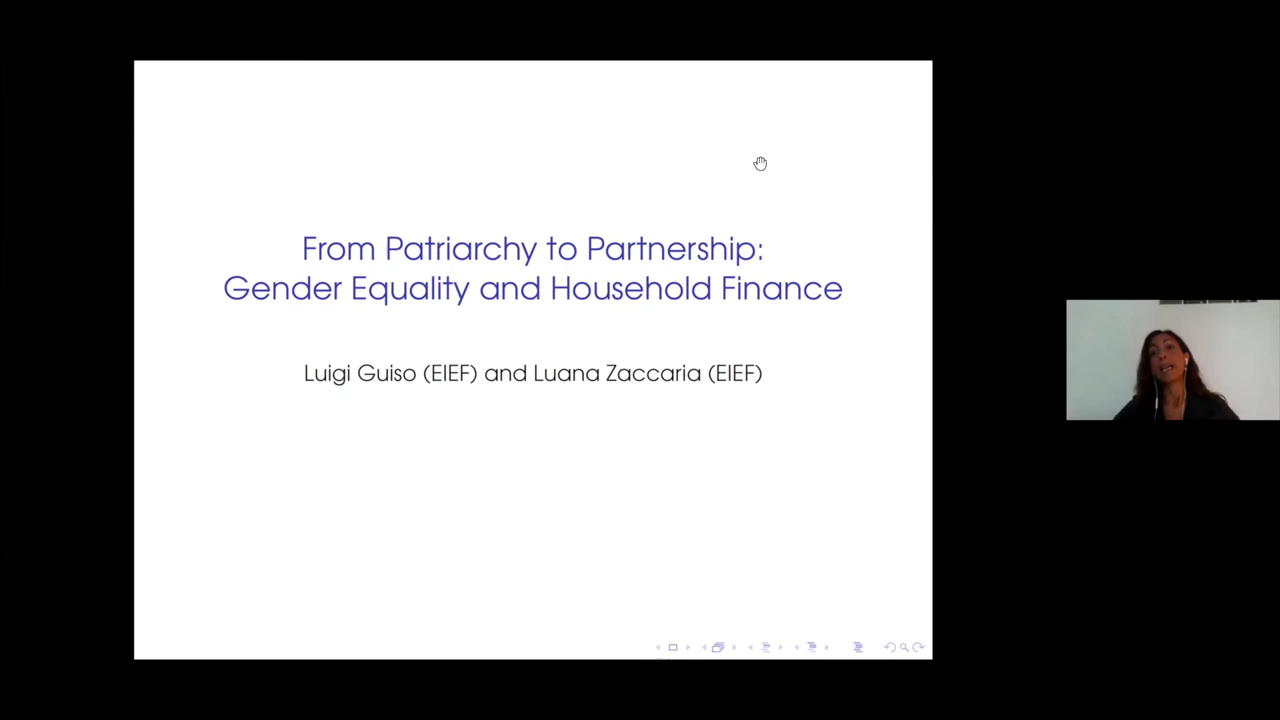 From Patriarchy to Partnership:
Gender Equality and Household Finance
Luigi Guiso (EIEF) and Luana Zaccaria (EIEF)